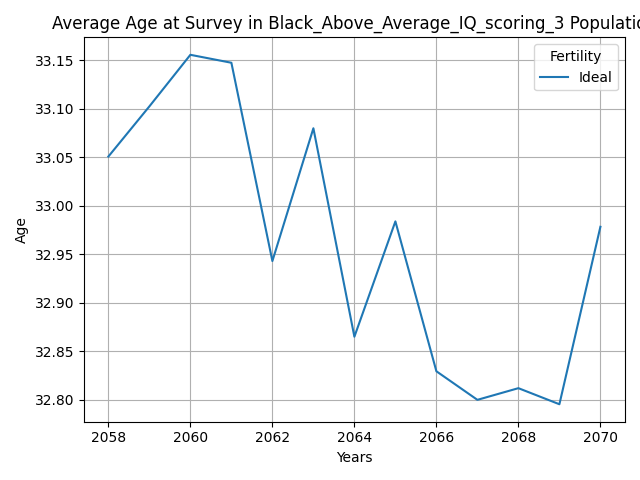 Average Age at Survey in Black_Above_Average_IQ_scoring_3 Populatio
Fertility
Ideal
33.15
33.10
33.05
33.00
32.95
32.90
32.85
32.80
Age
2058 2060 2062 2064 2066 2068 2070
Years